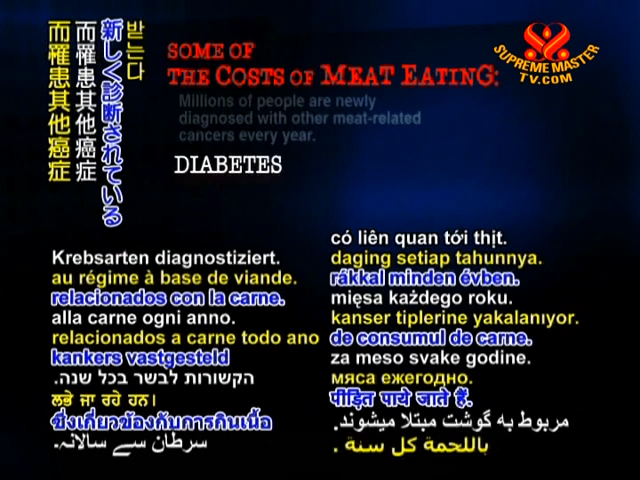 받는다
新しく診断されている
而罹患其他癌症
而罹患其他癌症
SOME OF
THE COSTS OF MEAT EATING:
Millions of people are newly
diagnosed with other meat-related
cancers every year.
DIABETES
SUPREME MASTER
TV.COM
Krebsarten diagnostiziert.
au régime à base de viande.
relacionados con la carne.
alla carne ogni anno.
relacionados a carne todo ano
kankers vastgesteld
הקשורות לבשר בכל שנה.
ਲਭੇ ਜਾ ਰਹੇ ਹਨ।
ซึ่งเกี่ยวข้องกับการกินเนื้อ
سرطان سے سالانہ۔
có liên quan tới thịt.
daging setiap tahunnya.
rákkal minden évben.
mięsa każdego roku.
kanser tiplerine yakalanıyor.
de consumul de carne.
za meso svake godine.
мяса ежегодно.
पीड़ित पाये जाते हैं.
مربوط به گوشت مبتلا میشوند.
باللحمة كل سنة .